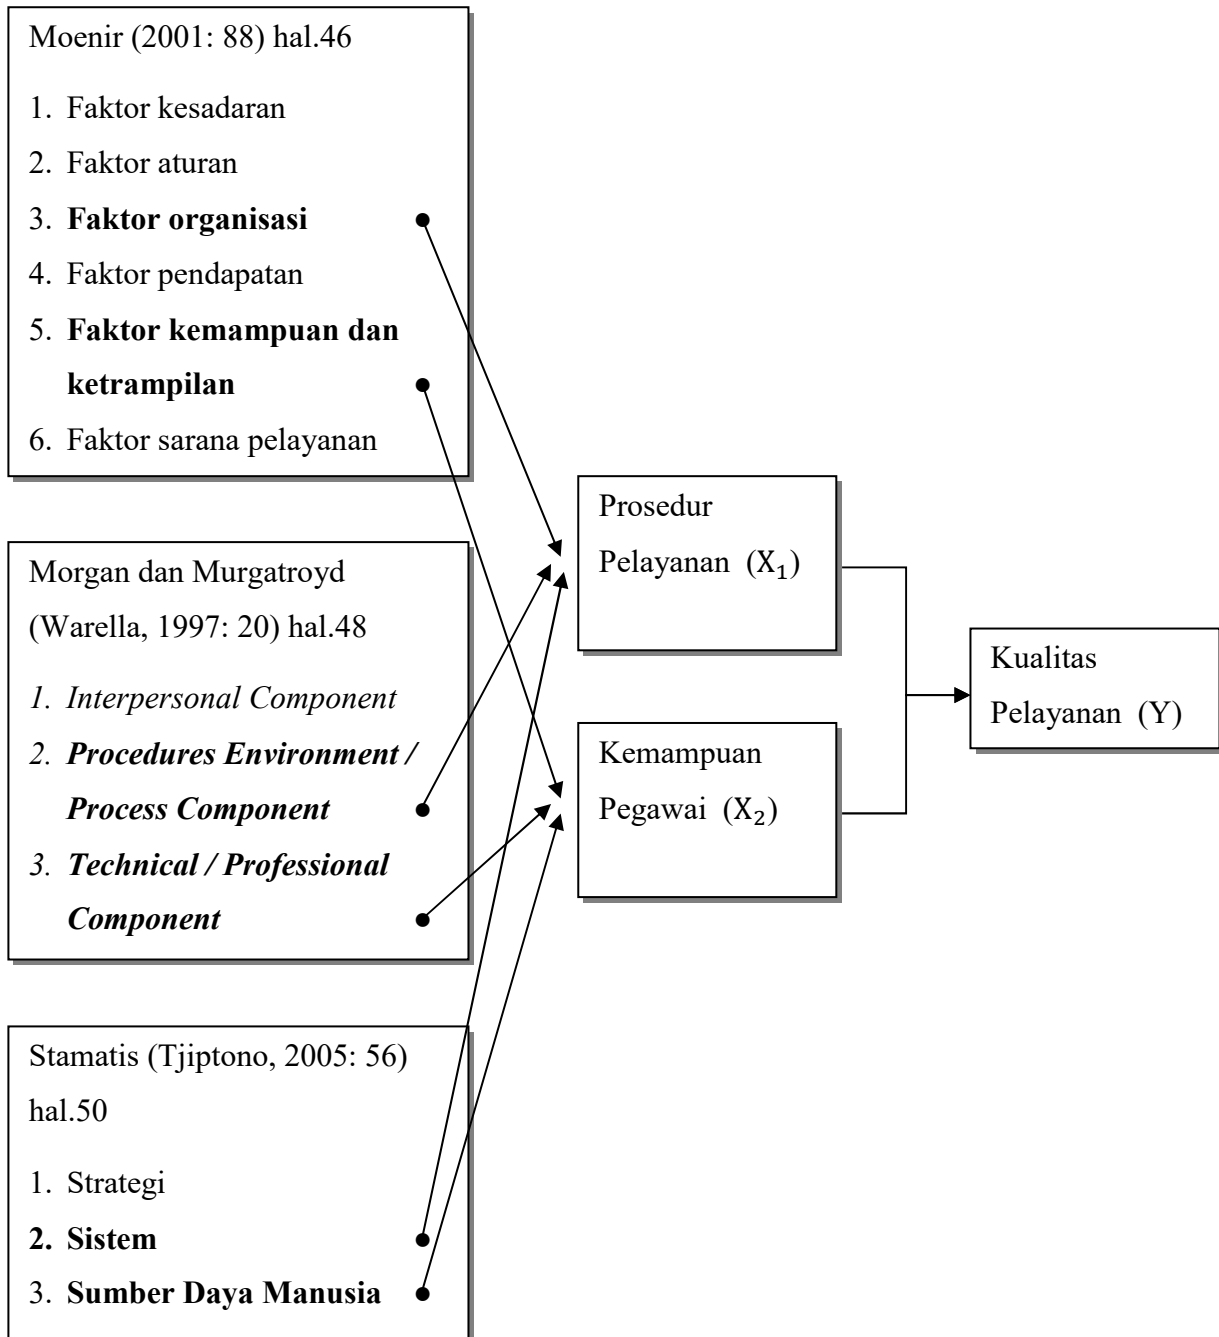 Moenir (2001: 88) hal.46
1. Faktor kesadaran
2. Faktor aturan
3. Faktor organisasi
4. Faktor pendapatan
5. Faktor kemampuan dan
ketrampilan
6. Faktor sarana pelayanan
Morgan dan Murgatroyd
(Warella, 1997: 20) hal.48
1. Interpersonal Component
2. Procedures Environment /
Process Component
3. Technical / Professional
Component
Stamatis (Tjiptono, 2005: 56)
hal.50
1. Strategi
2. Sistem
3. Sumber Daya Manusia
Prosedur
Pelayanan (X₁)
Kemampuan
Pegawai (X₂)
Kualitas
Pelayanan (Y)